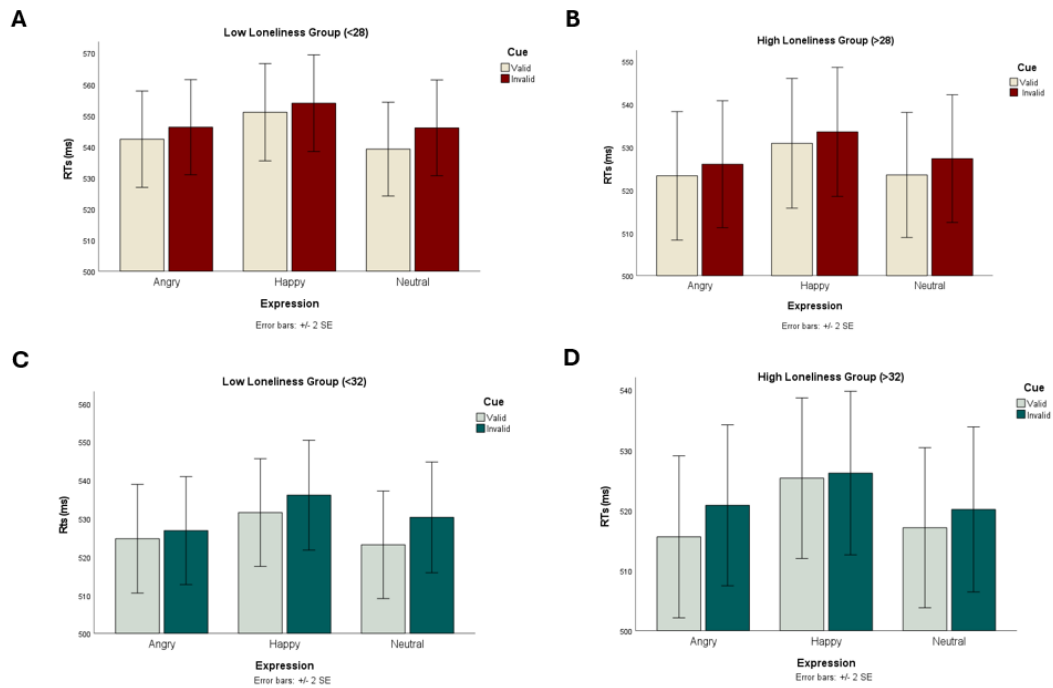 A
Low Loneliness Group (<28)
Cue
Valid
Invalid
RTs (ms)
570
560
550
540
530
520
510
500
Angry
Happy
Neutral
Expression
Error bars: +/- 2 SE
B
High Loneliness Group (>28)
Cue
Valid
Invalid
RTs (ms)
550
540
530
520
510
500
Angry
Happy
Neutral
Expression
Error bars: +/- 2 SE
C
Low Loneliness Group (<32)
Cue
Valid
Invalid
Rts (ms)
560
550
540
530
520
510
500
Angry
Happy
Neutral
Expression
Error bars: +/- 2 SE
D
High Loneliness Group (>32)
Cue
Valid
Invalid
RTs (ms)
540
530
520
510
500
Angry
Happy
Neutral
Expression
Error bars: +/- 2 SE